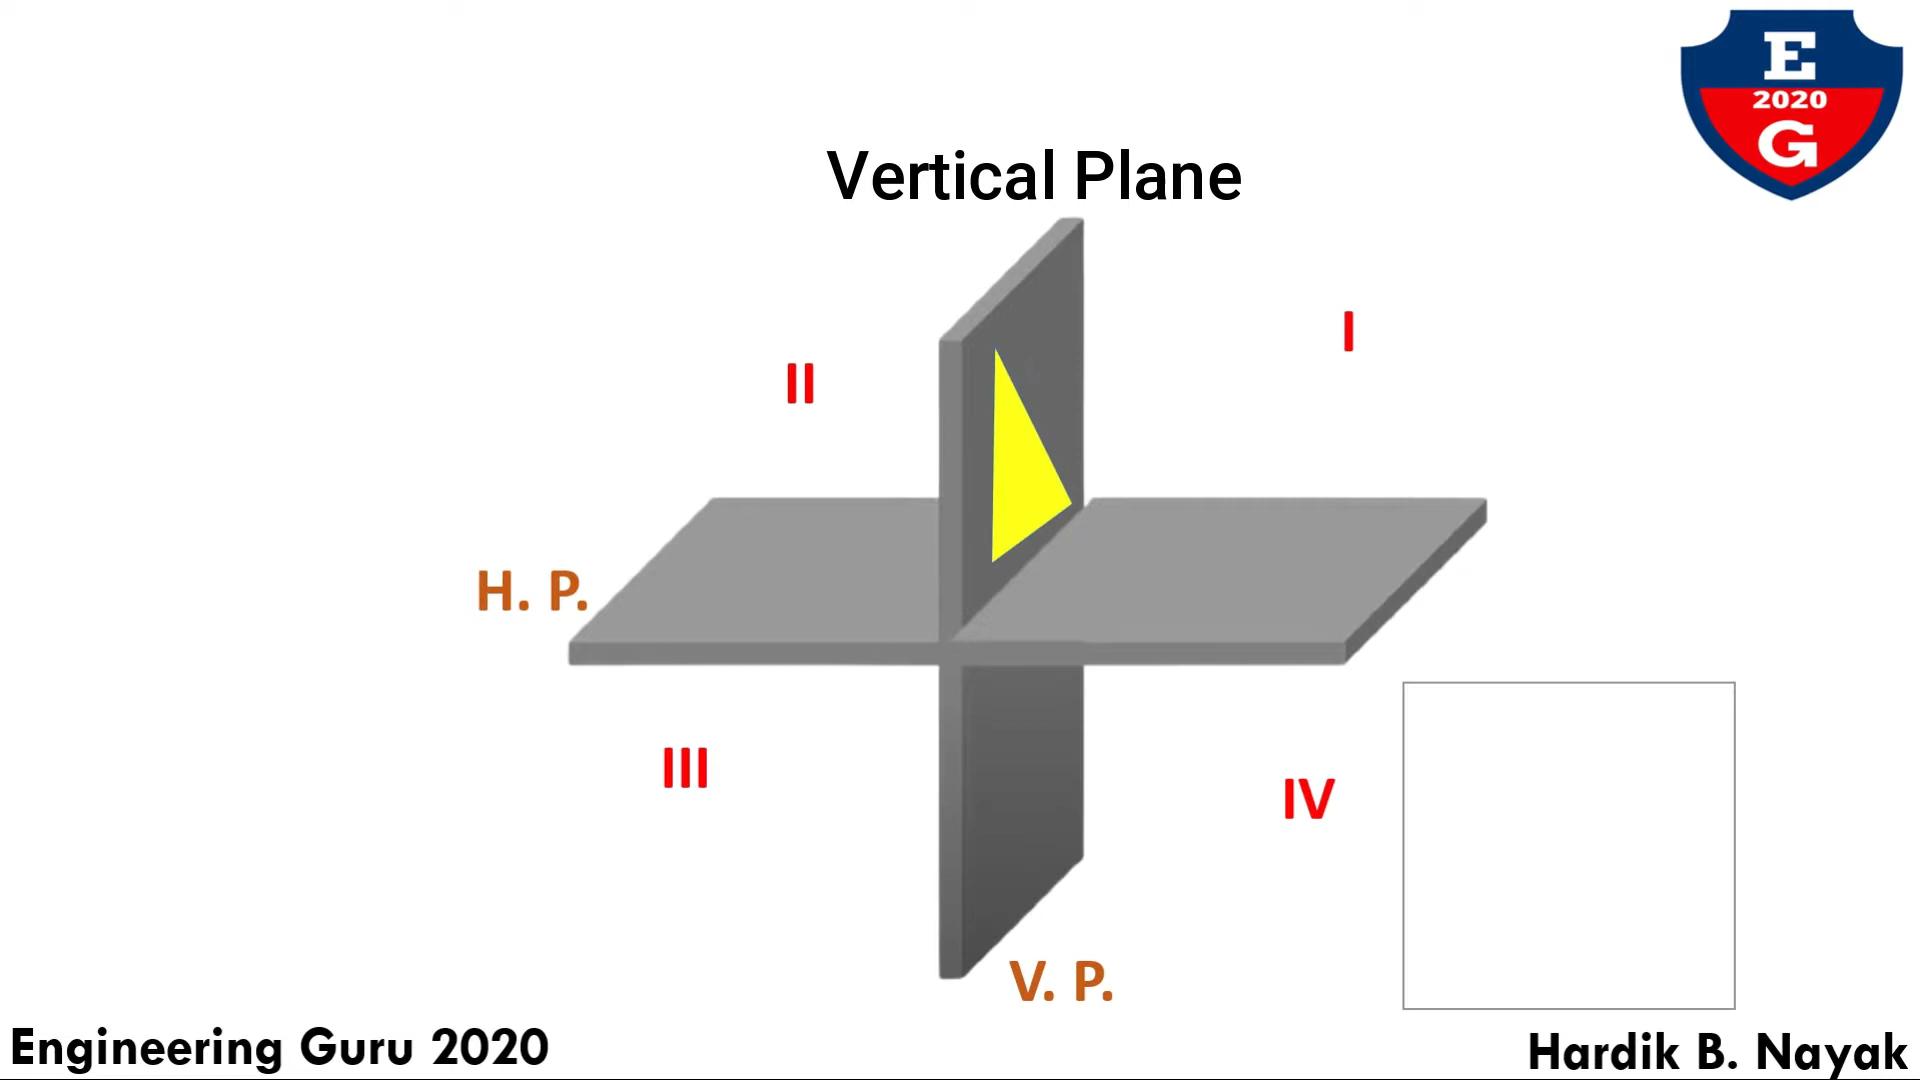 E
2020
G
Vertical Plane
I
II
H. P.
III
IV
V. P.
Engineering Guru 2020
Hardik B. Nayak